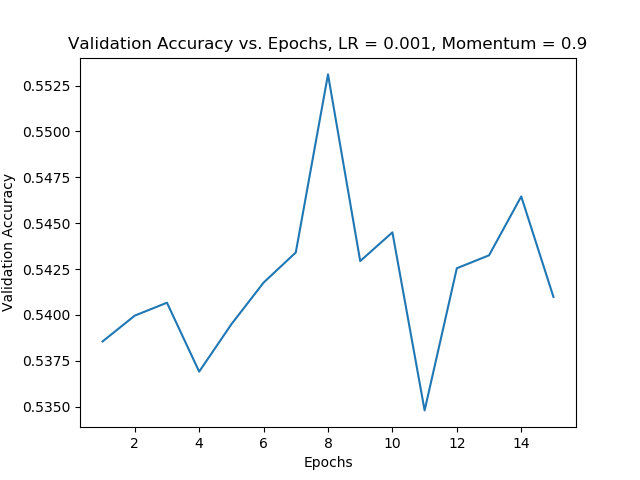 Validation Accuracy vs. Epochs, LR = 0.001, Momentum = 0.9
Validation Accuracy
0.5525
0.5500
0.5475
0.5450
0.5425
0.5400
0.5375
0.5350
2 4 6 8 10 12 14
Epochs